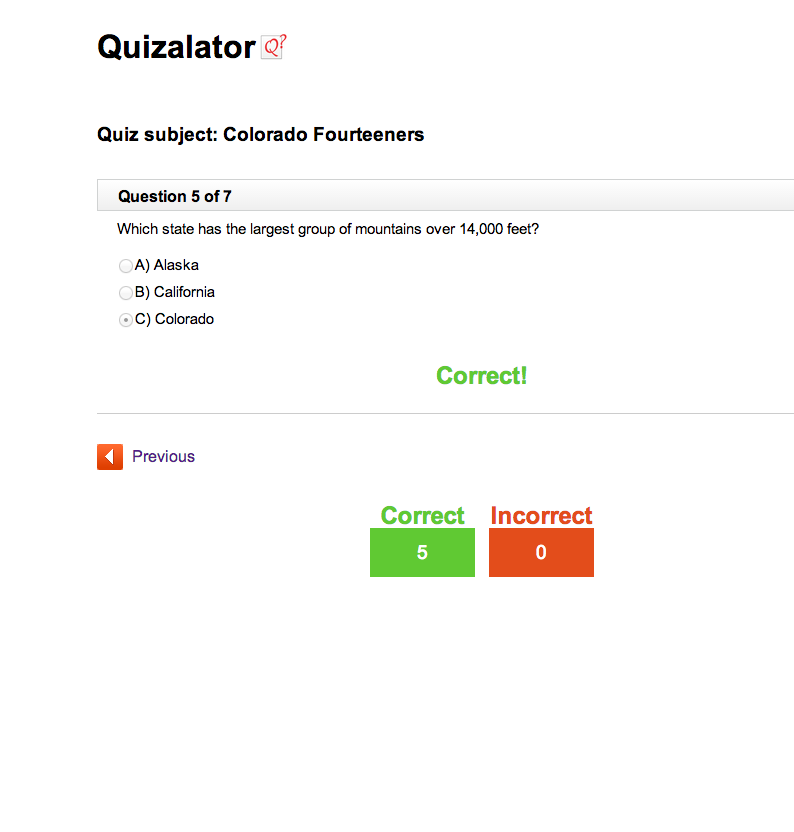 Quizalator Q?
Quiz subject: Colorado Fourteeners
Question 5 of 7
Which state has the largest group of mountains over 14,000 feet?
A) Alaska
B) California
C) Colorado
Correct!
Previous
Correct Incorrect
5 0